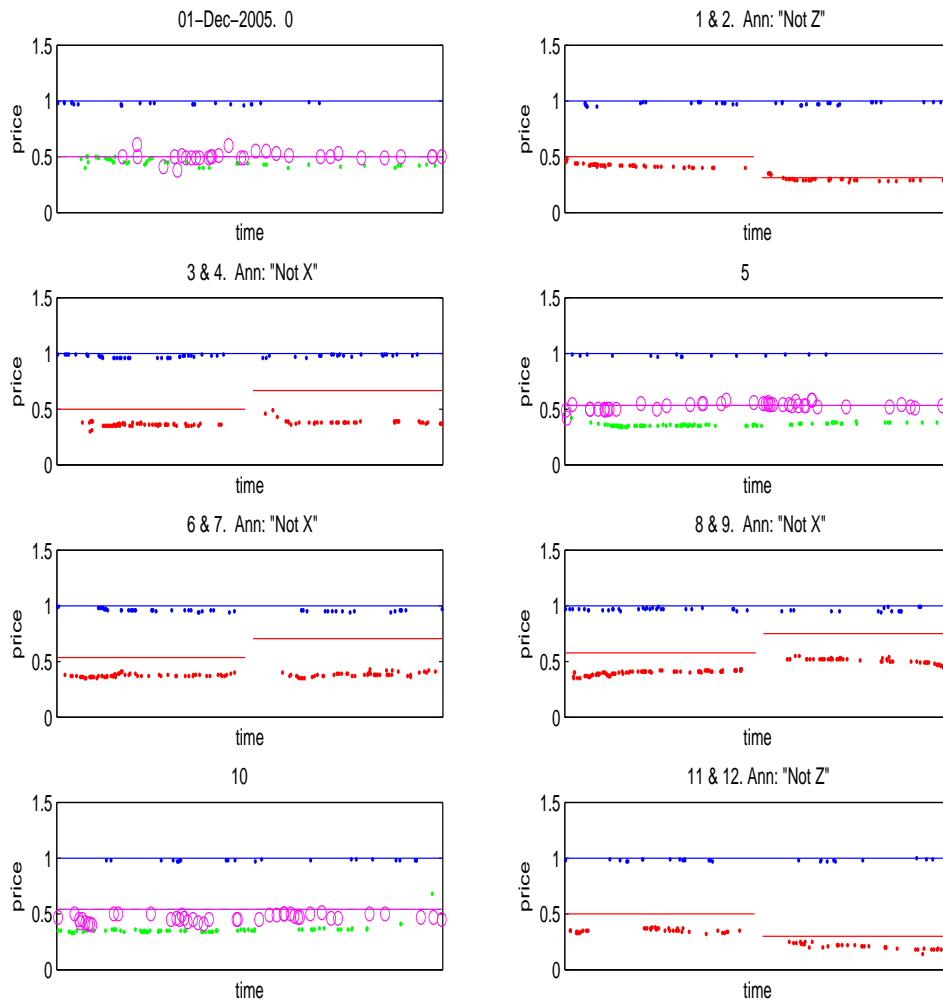 01-Dec-2005. 0
1.5
1
0.5
0
price
time
1 & 2. Ann: "Not Z"
1.5
1
0.5
0
price
time
3 & 4. Ann: "Not X"
1.5
1
0.5
0
price
time
5
1.5
1
0.5
0
price
time
6 & 7. Ann: "Not X"
1.5
1
0.5
0
price
time
8 & 9. Ann: "Not X"
1.5
1
0.5
0
price
time
10
1.5
1
0.5
0
price
time
11 & 12. Ann: "Not Z"
1.5
1
0.5
0
price
time